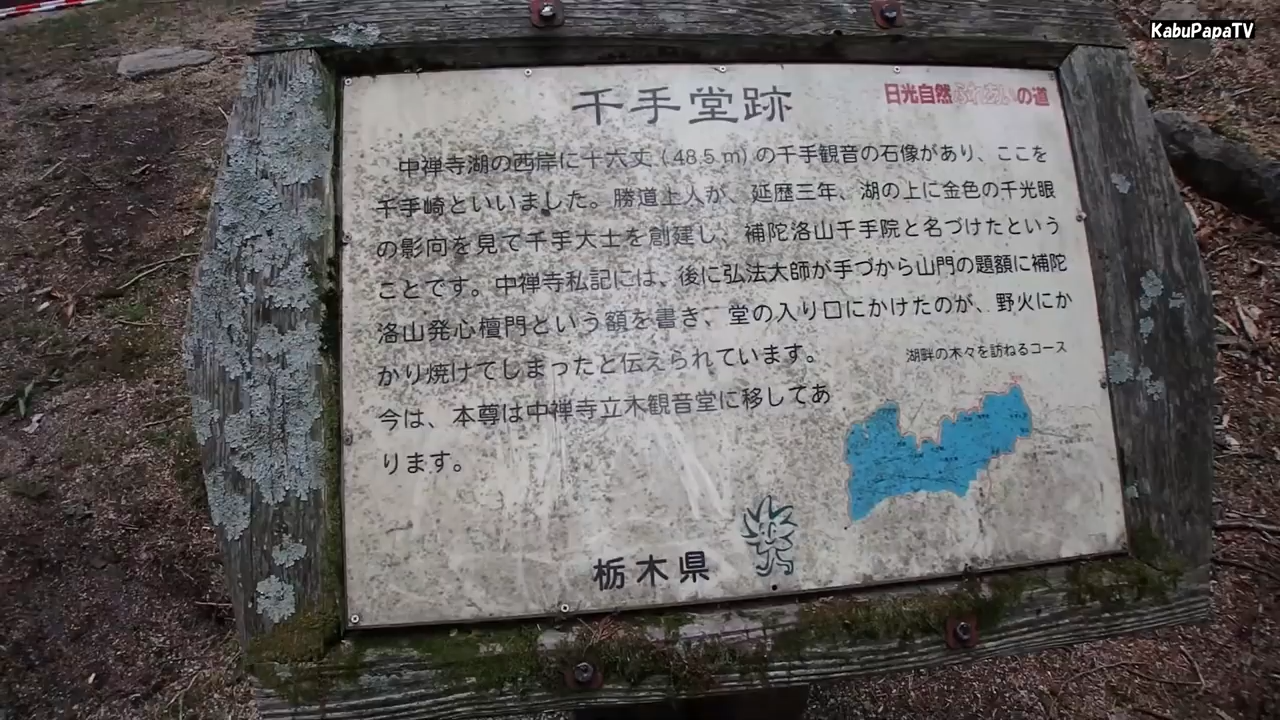 KabuPapaTV
千手堂跡
日光自然ふれあいの道
中禅寺湖の西岸に十六丈(48.5m)の千手観音の石像があり、ここを
千手崎といいました。勝道上人が、延歴三年、湖の上に金色の千光眼
の影向を見て千手大士を創建し、補陀洛山千手院と名づけたという
ことです。中禅寺私記には、後に弘法大師が手づから山門の題額に補陀
洛山発心檀門という額を書き、堂の入り口にかけたのが、野火にか
かり焼けてしまったと伝えられています。
今は、本尊は中禅寺立木観音堂に移してあ
ります。
湖畔の木々を訪ねるコース
栃木県